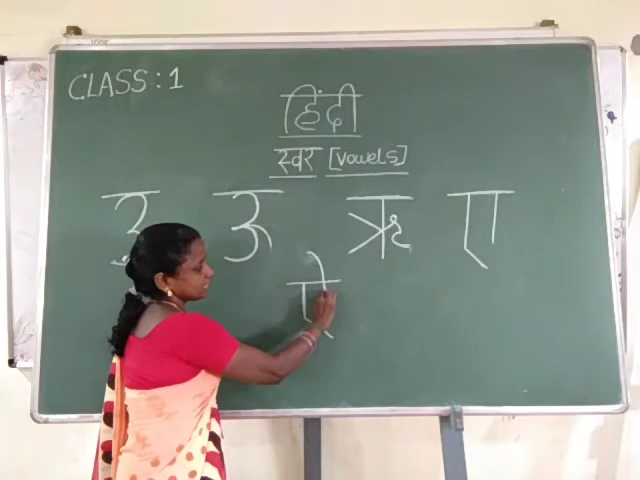 CLASS : 1
हिंदी
स्वर [vowels]
उ ऊ ऋ ए
ऐ